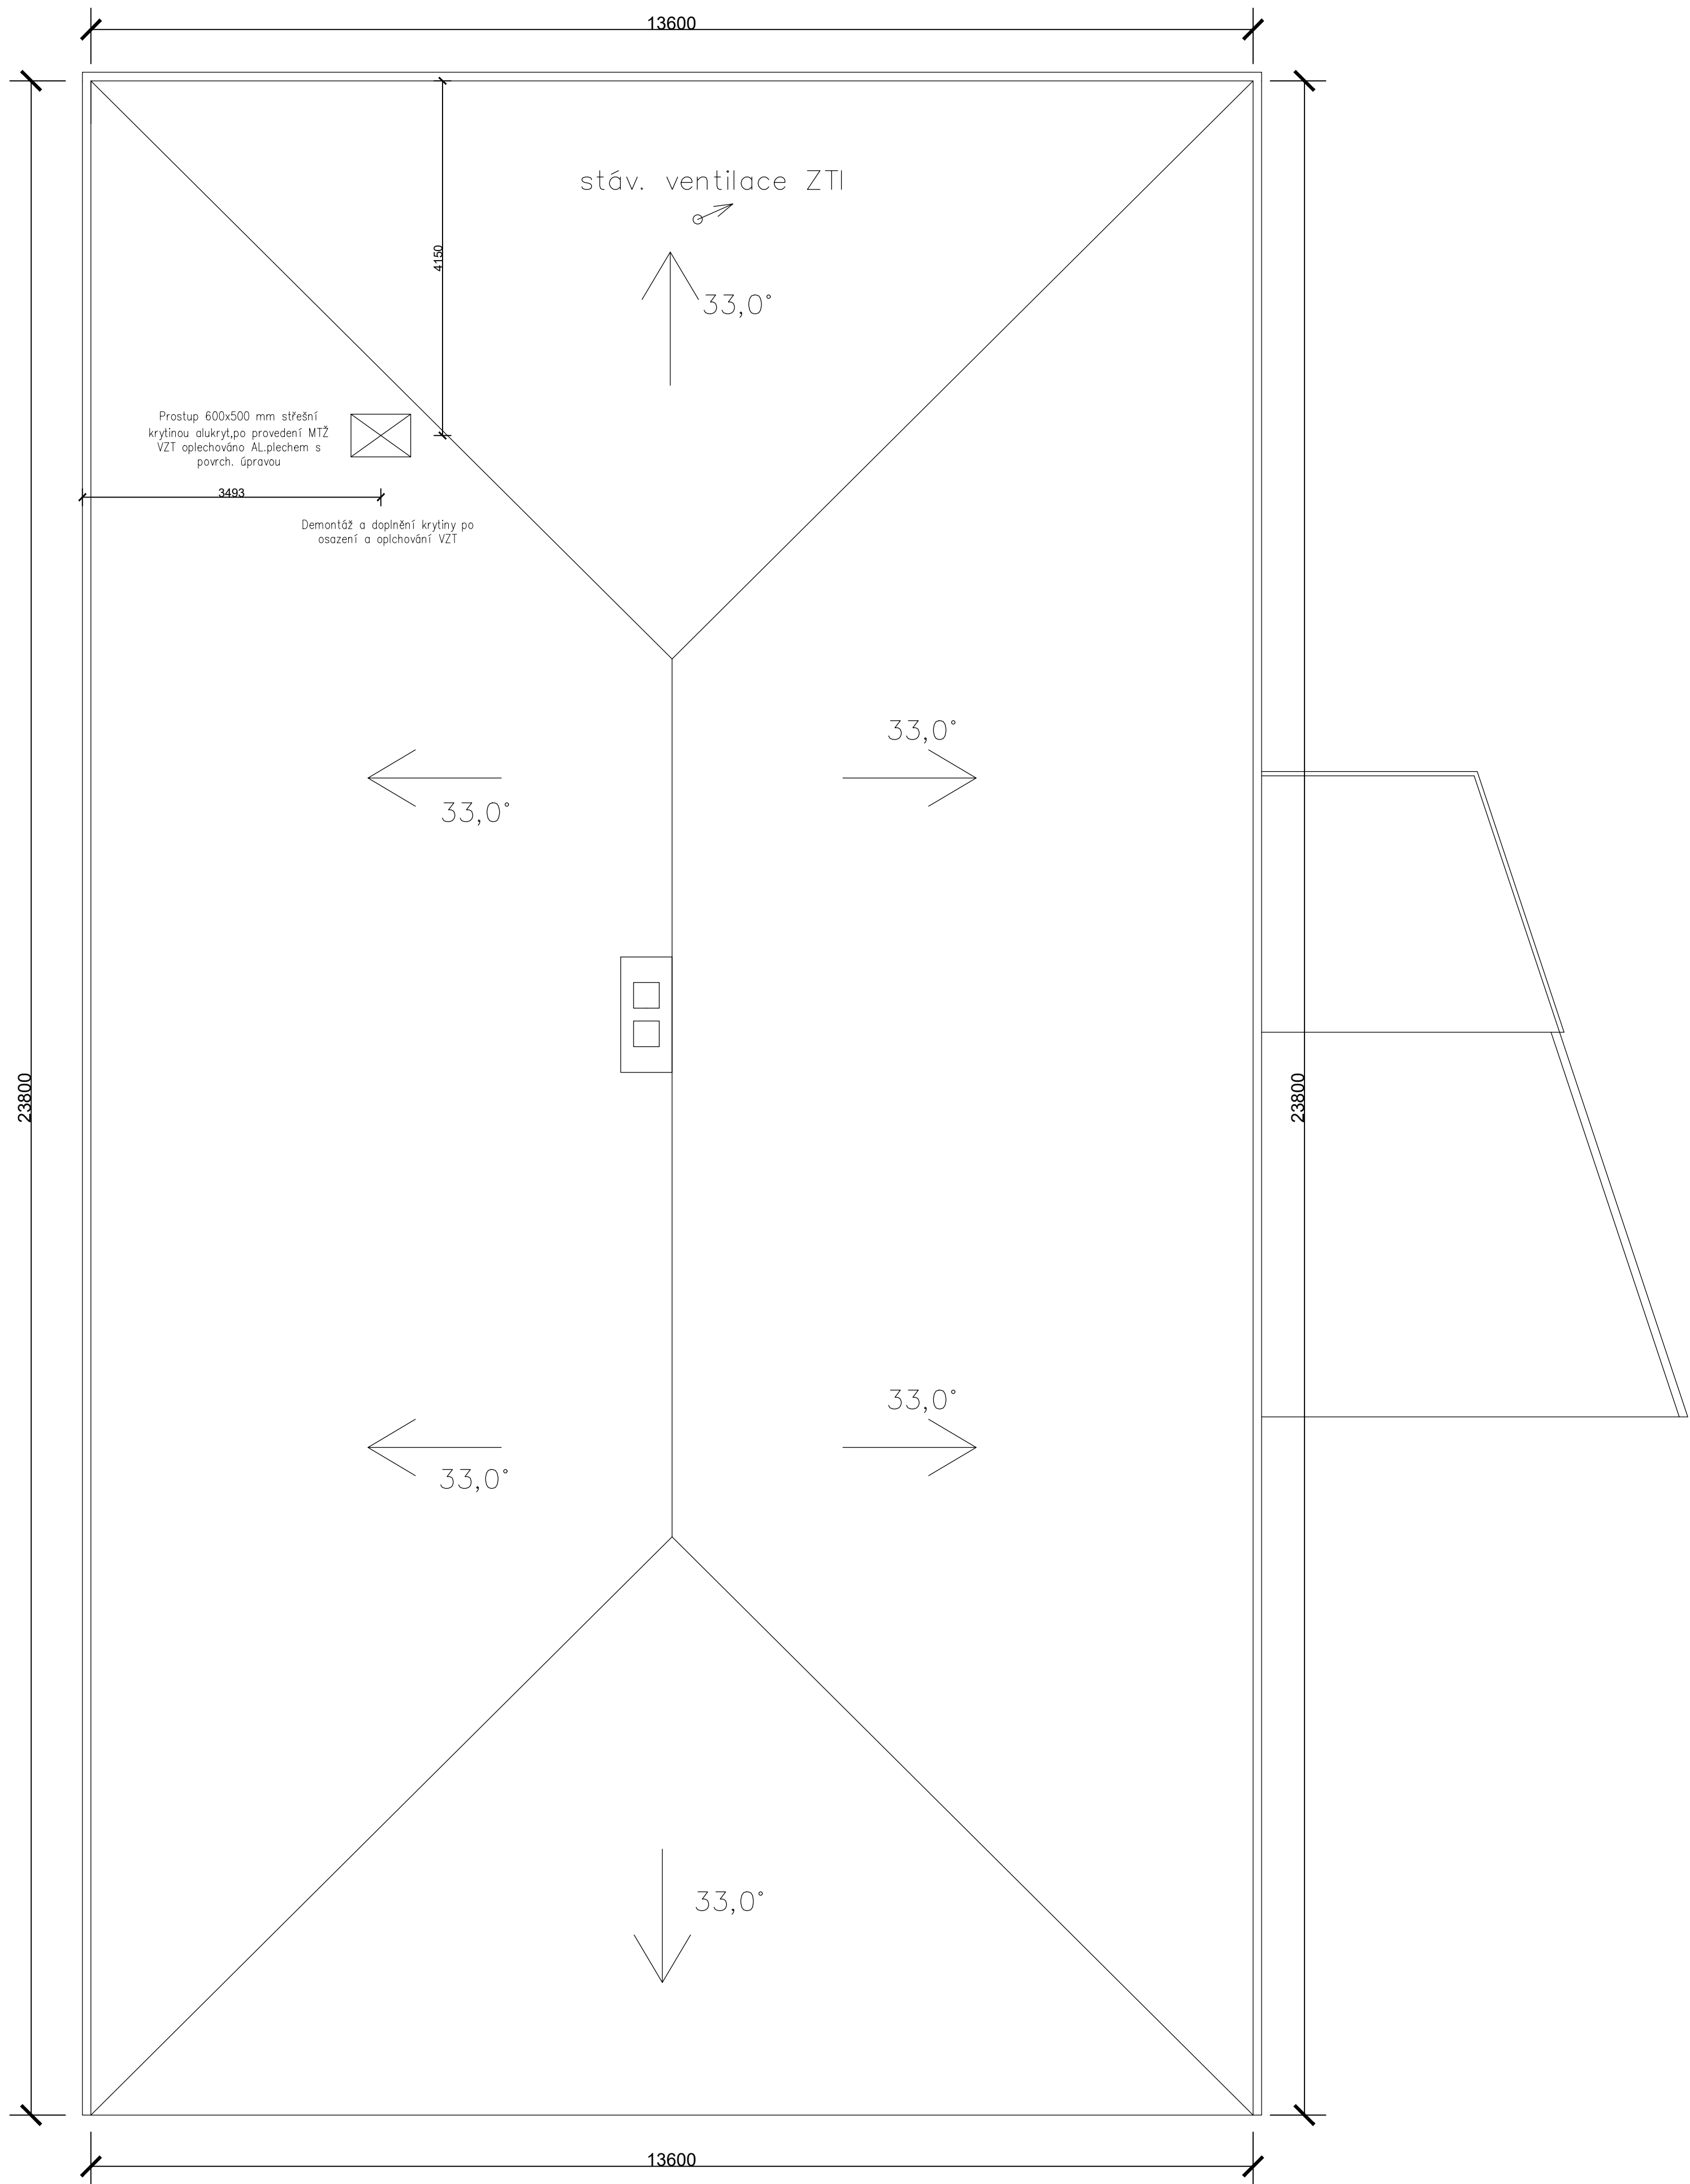 13600
stáv. ventilace ZTI
4150
33,0°
Prostup 600x500 mm střešní
krytinou alukryt,po provedení MTŽ
VZT oplechováno AL.plechem s
povrch. úpravou
3493
Demontáž a doplnění krytiny po
osazení a oplchování VZT
33,0°
33,0°
23800
23800
33,0°
33,0°
33,0°
13600